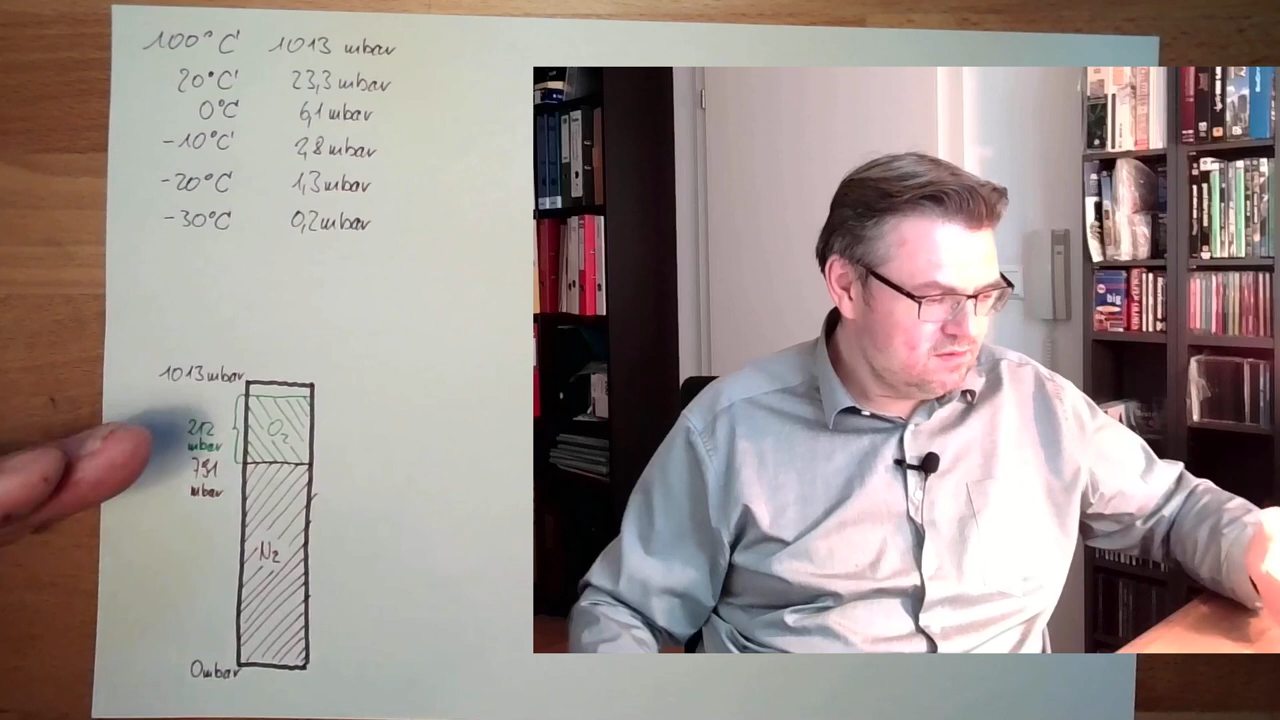 100°C 1013 mbar
20°C 23,3 mbar
0°C 6,1 mbar
-10°C 2,8 mbar
-20°C 1,3 mbar
-30°C 0,2 mbar
1013 mbar
212
mbar
O2
791
mbar
N2
0 mbar
big